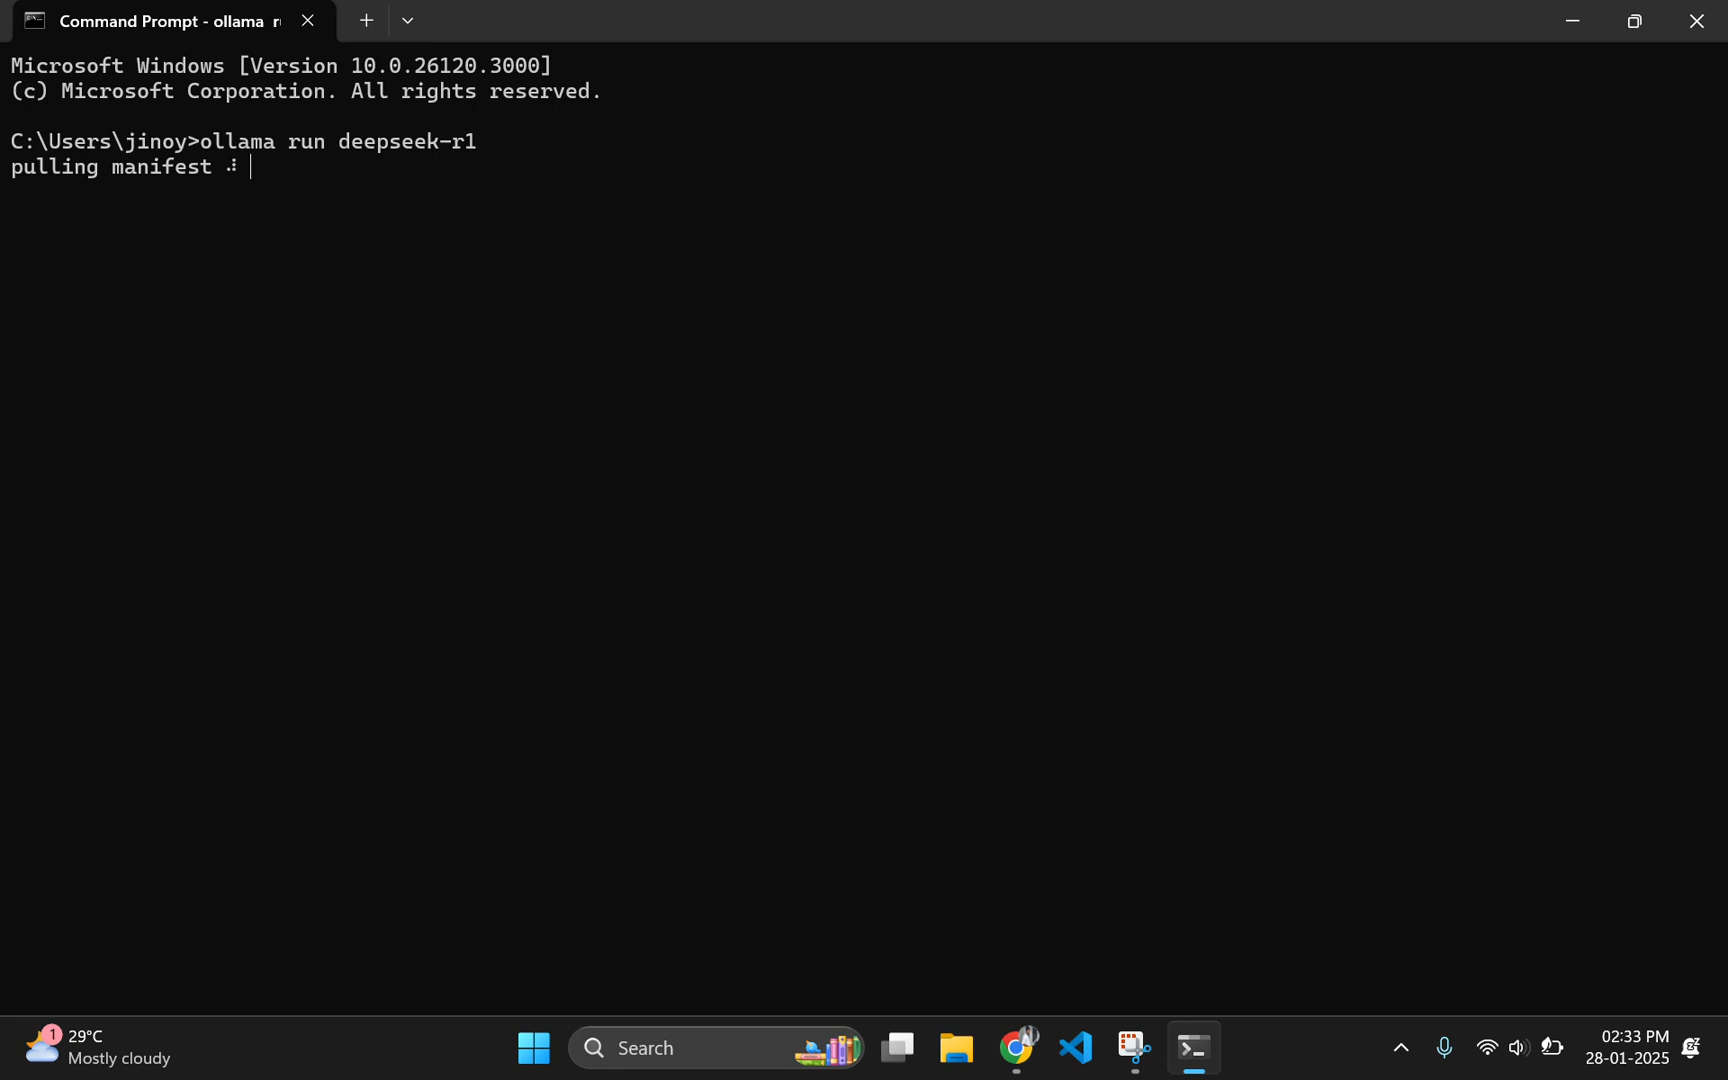 Command Prompt - ollama r
Microsoft Windows [Version 10.0.26120.3000]
(c) Microsoft Corporation. All rights reserved.
C:\Users\jinoy>ollama run deepseek-r1
pulling manifest ⠼
1
29°C
Mostly cloudy
Search
02:33 PM
28-01-2025